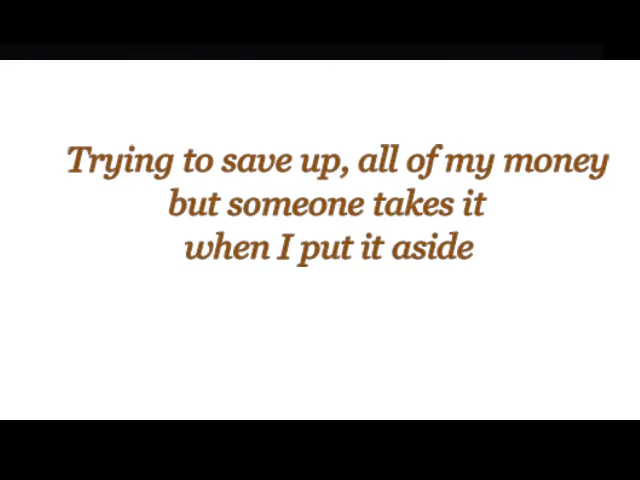 Trying to save up, all of my money
but someone takes it
when I put it aside